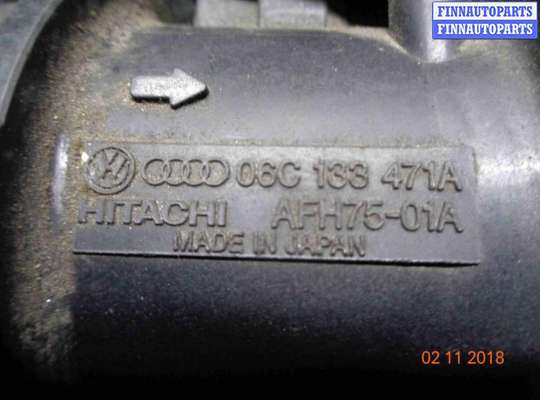 FINNAUTOPARTS
FINNAUTOPARTS
06C 133 471A
HITACHI AFH75-01A
MADE IN JAPAN
02 11 2018